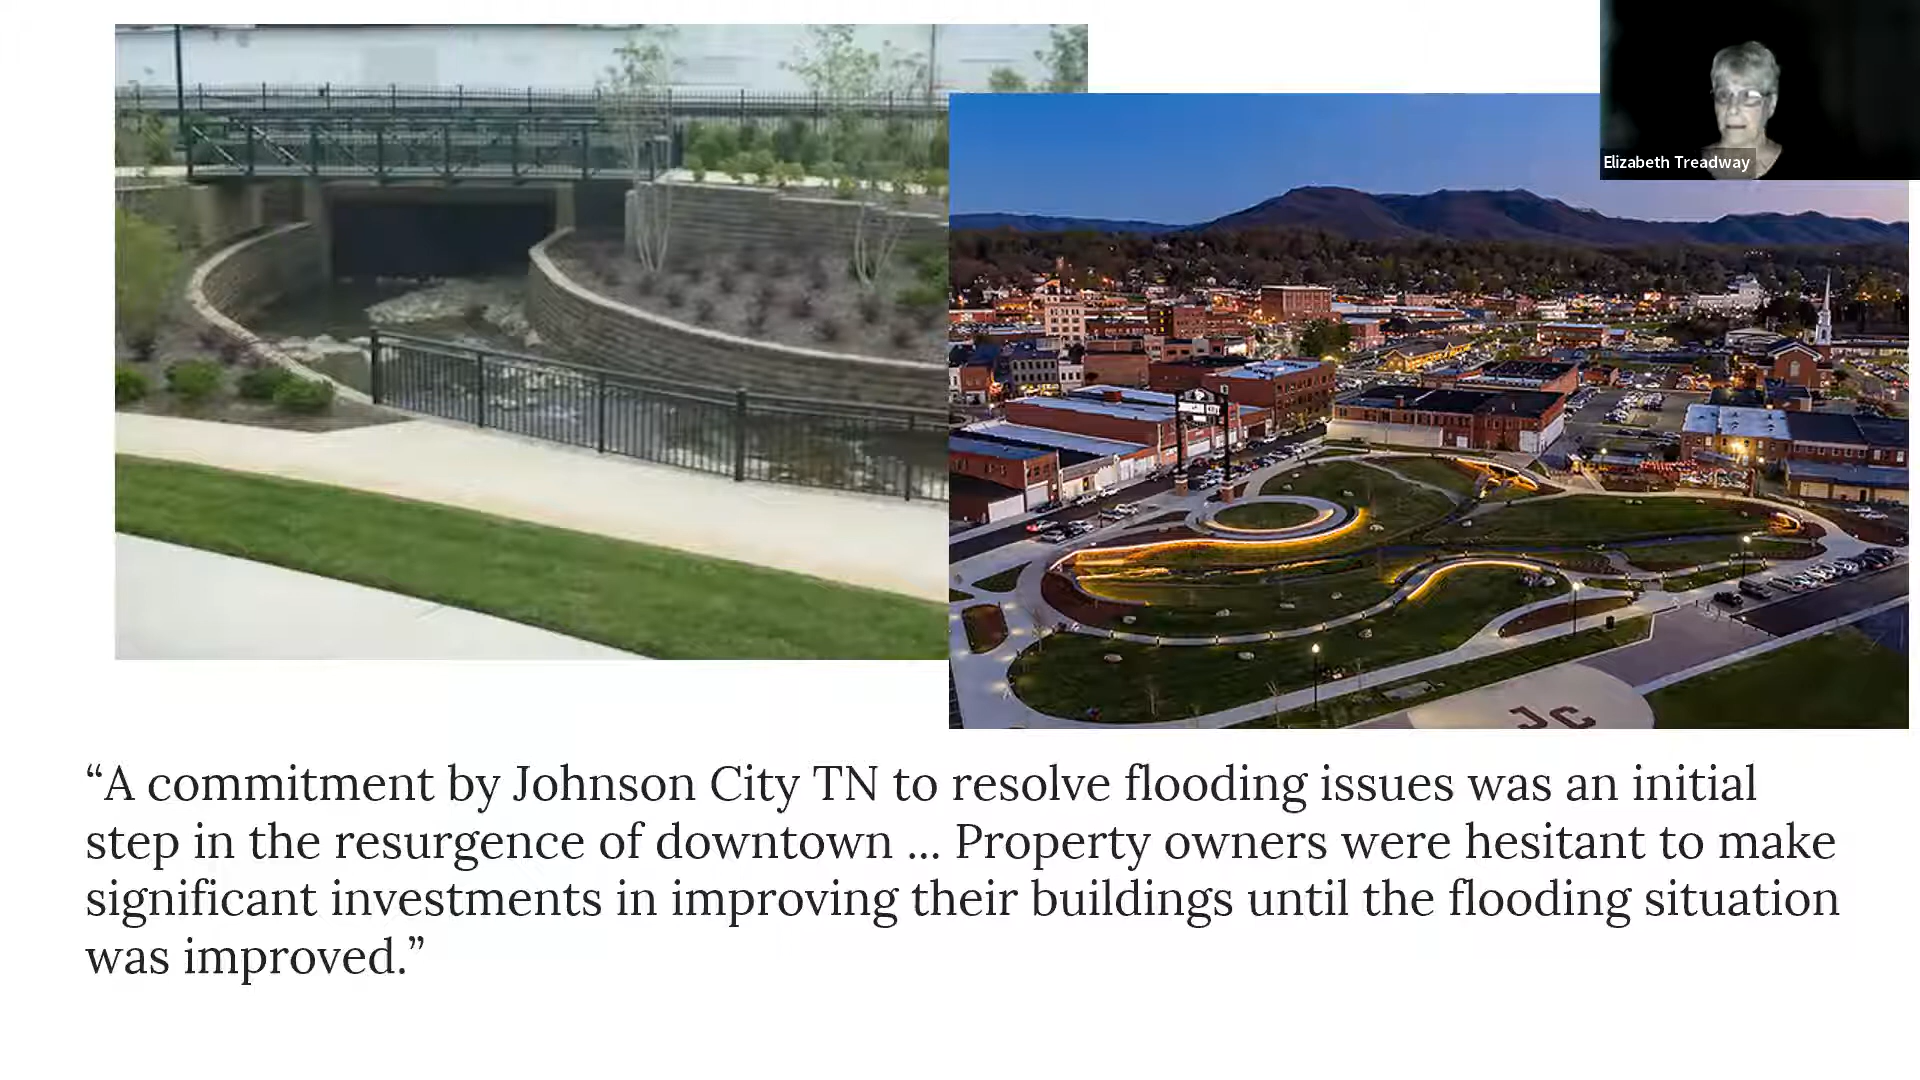 Elizabeth Treadway
JC
“A commitment by Johnson City TN to resolve flooding issues was an initial
step in the resurgence of downtown ... Property owners were hesitant to make
significant investments in improving their buildings until the flooding situation
was improved.”